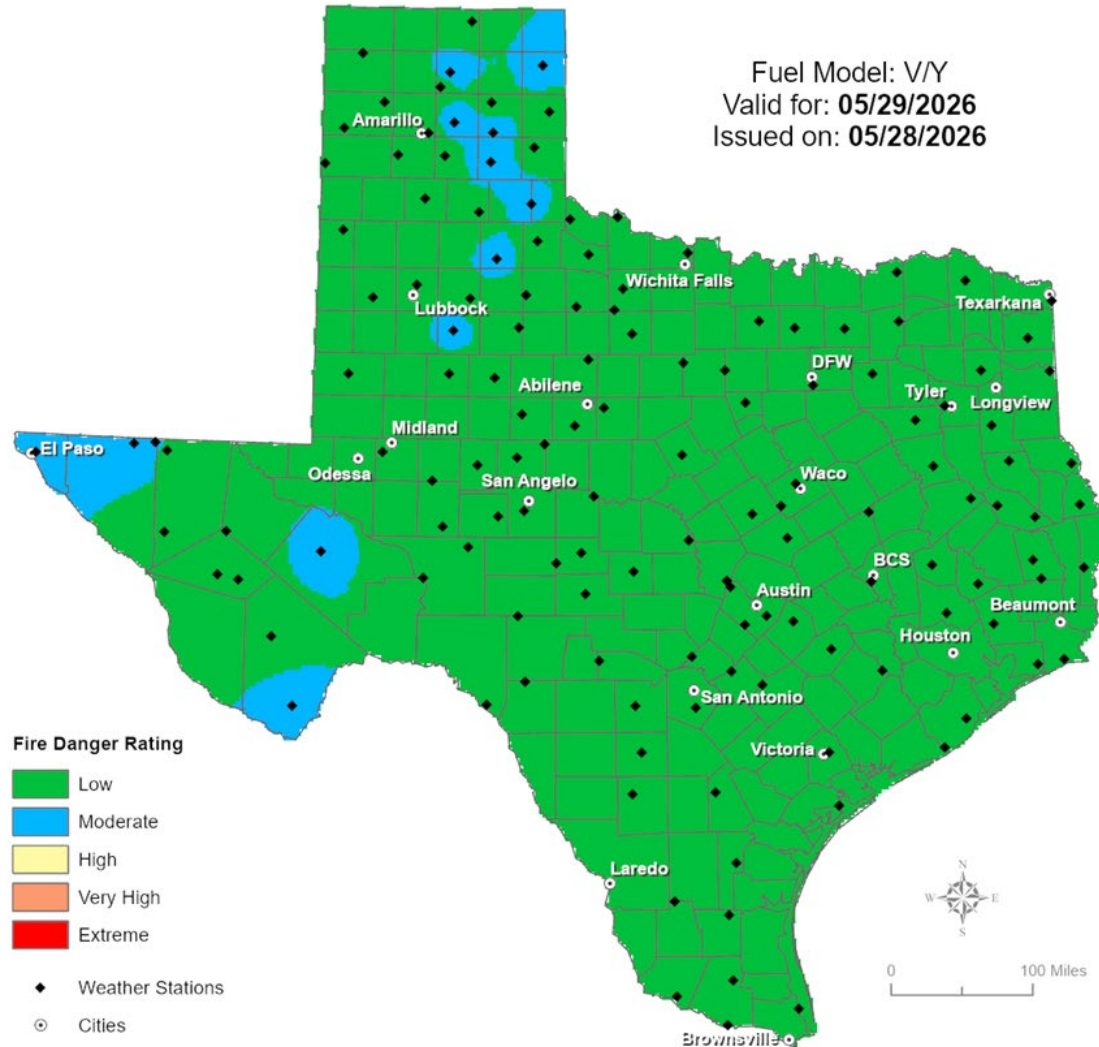 Fuel Model: V/Y
Valid for: 05/29/2026
Issued on: 05/28/2026
Amarillo
Wichita Falls
Lubbock
Texarkana
DFW
Abilene
Tyler
Longview
Midland
El Paso
Odessa
San Angelo
Waco
BCS
Austin
Beaumont
Houston
San Antonio
Victoria
Laredo
Brownsville
Fire Danger Rating
Low
Moderate
High
Very High
Extreme
Weather Stations
Cities
N
W E
S
0 100 Miles